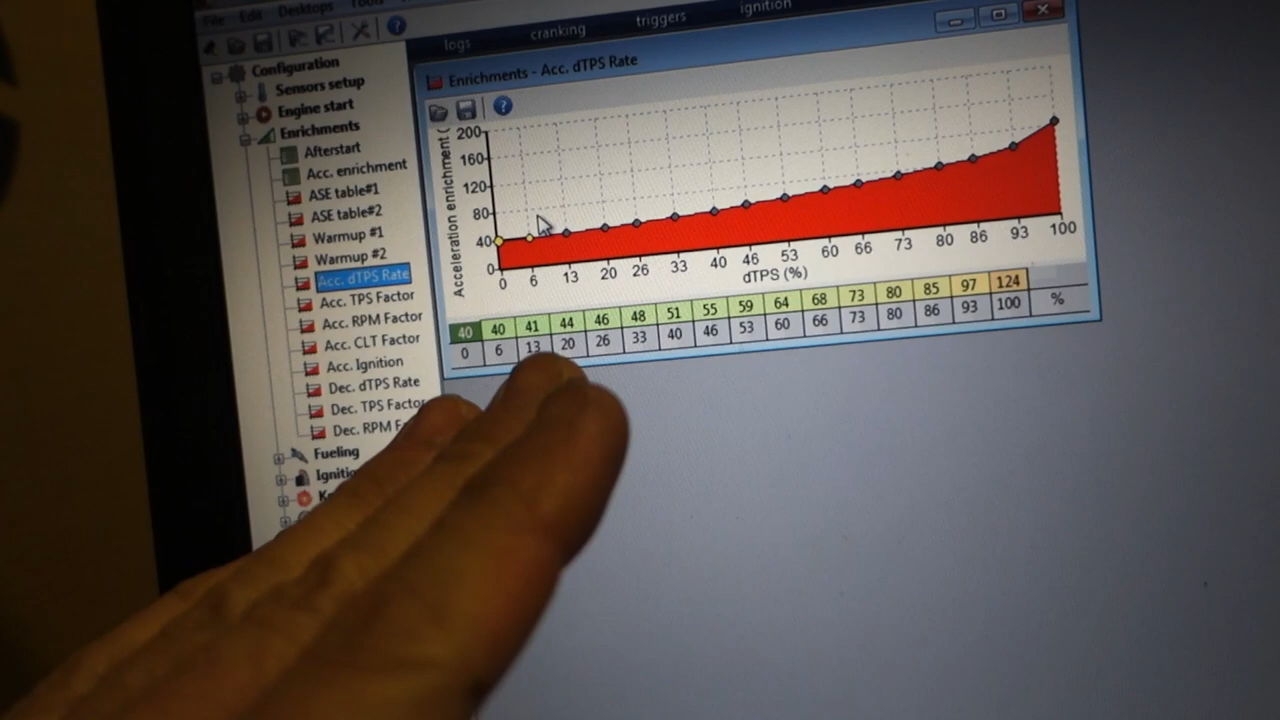 File Edit Desktops Tools
logs cranking triggers ignition
Configuration
Sensors setup
Engine start
Enrichments
Afterstart
Acc. enrichment
ASE table#1
ASE table#2
Warmup #1
Warmup #2
Acc. dTPS Rate
Acc. TPS Factor
Acc. RPM Factor
Acc. CLT Factor
Acc. Ignition
Dec. dTPS Rate
Dec. TPS Factor
Dec. RPM
Fueling
Enrichments - Acc. dTPS Rate
Acceleration enrichment (
200
160
120
80
40
0
0 6 13 20 26 33 40 46 53 60 66 73 80 86 93 100
dTPS (%)
40 40 41 44 46 48 51 55 59 64 68 73 80 85 97 124
0 6 13 20 26 33 40 46 53 60 66 73 80 86 93 100 %